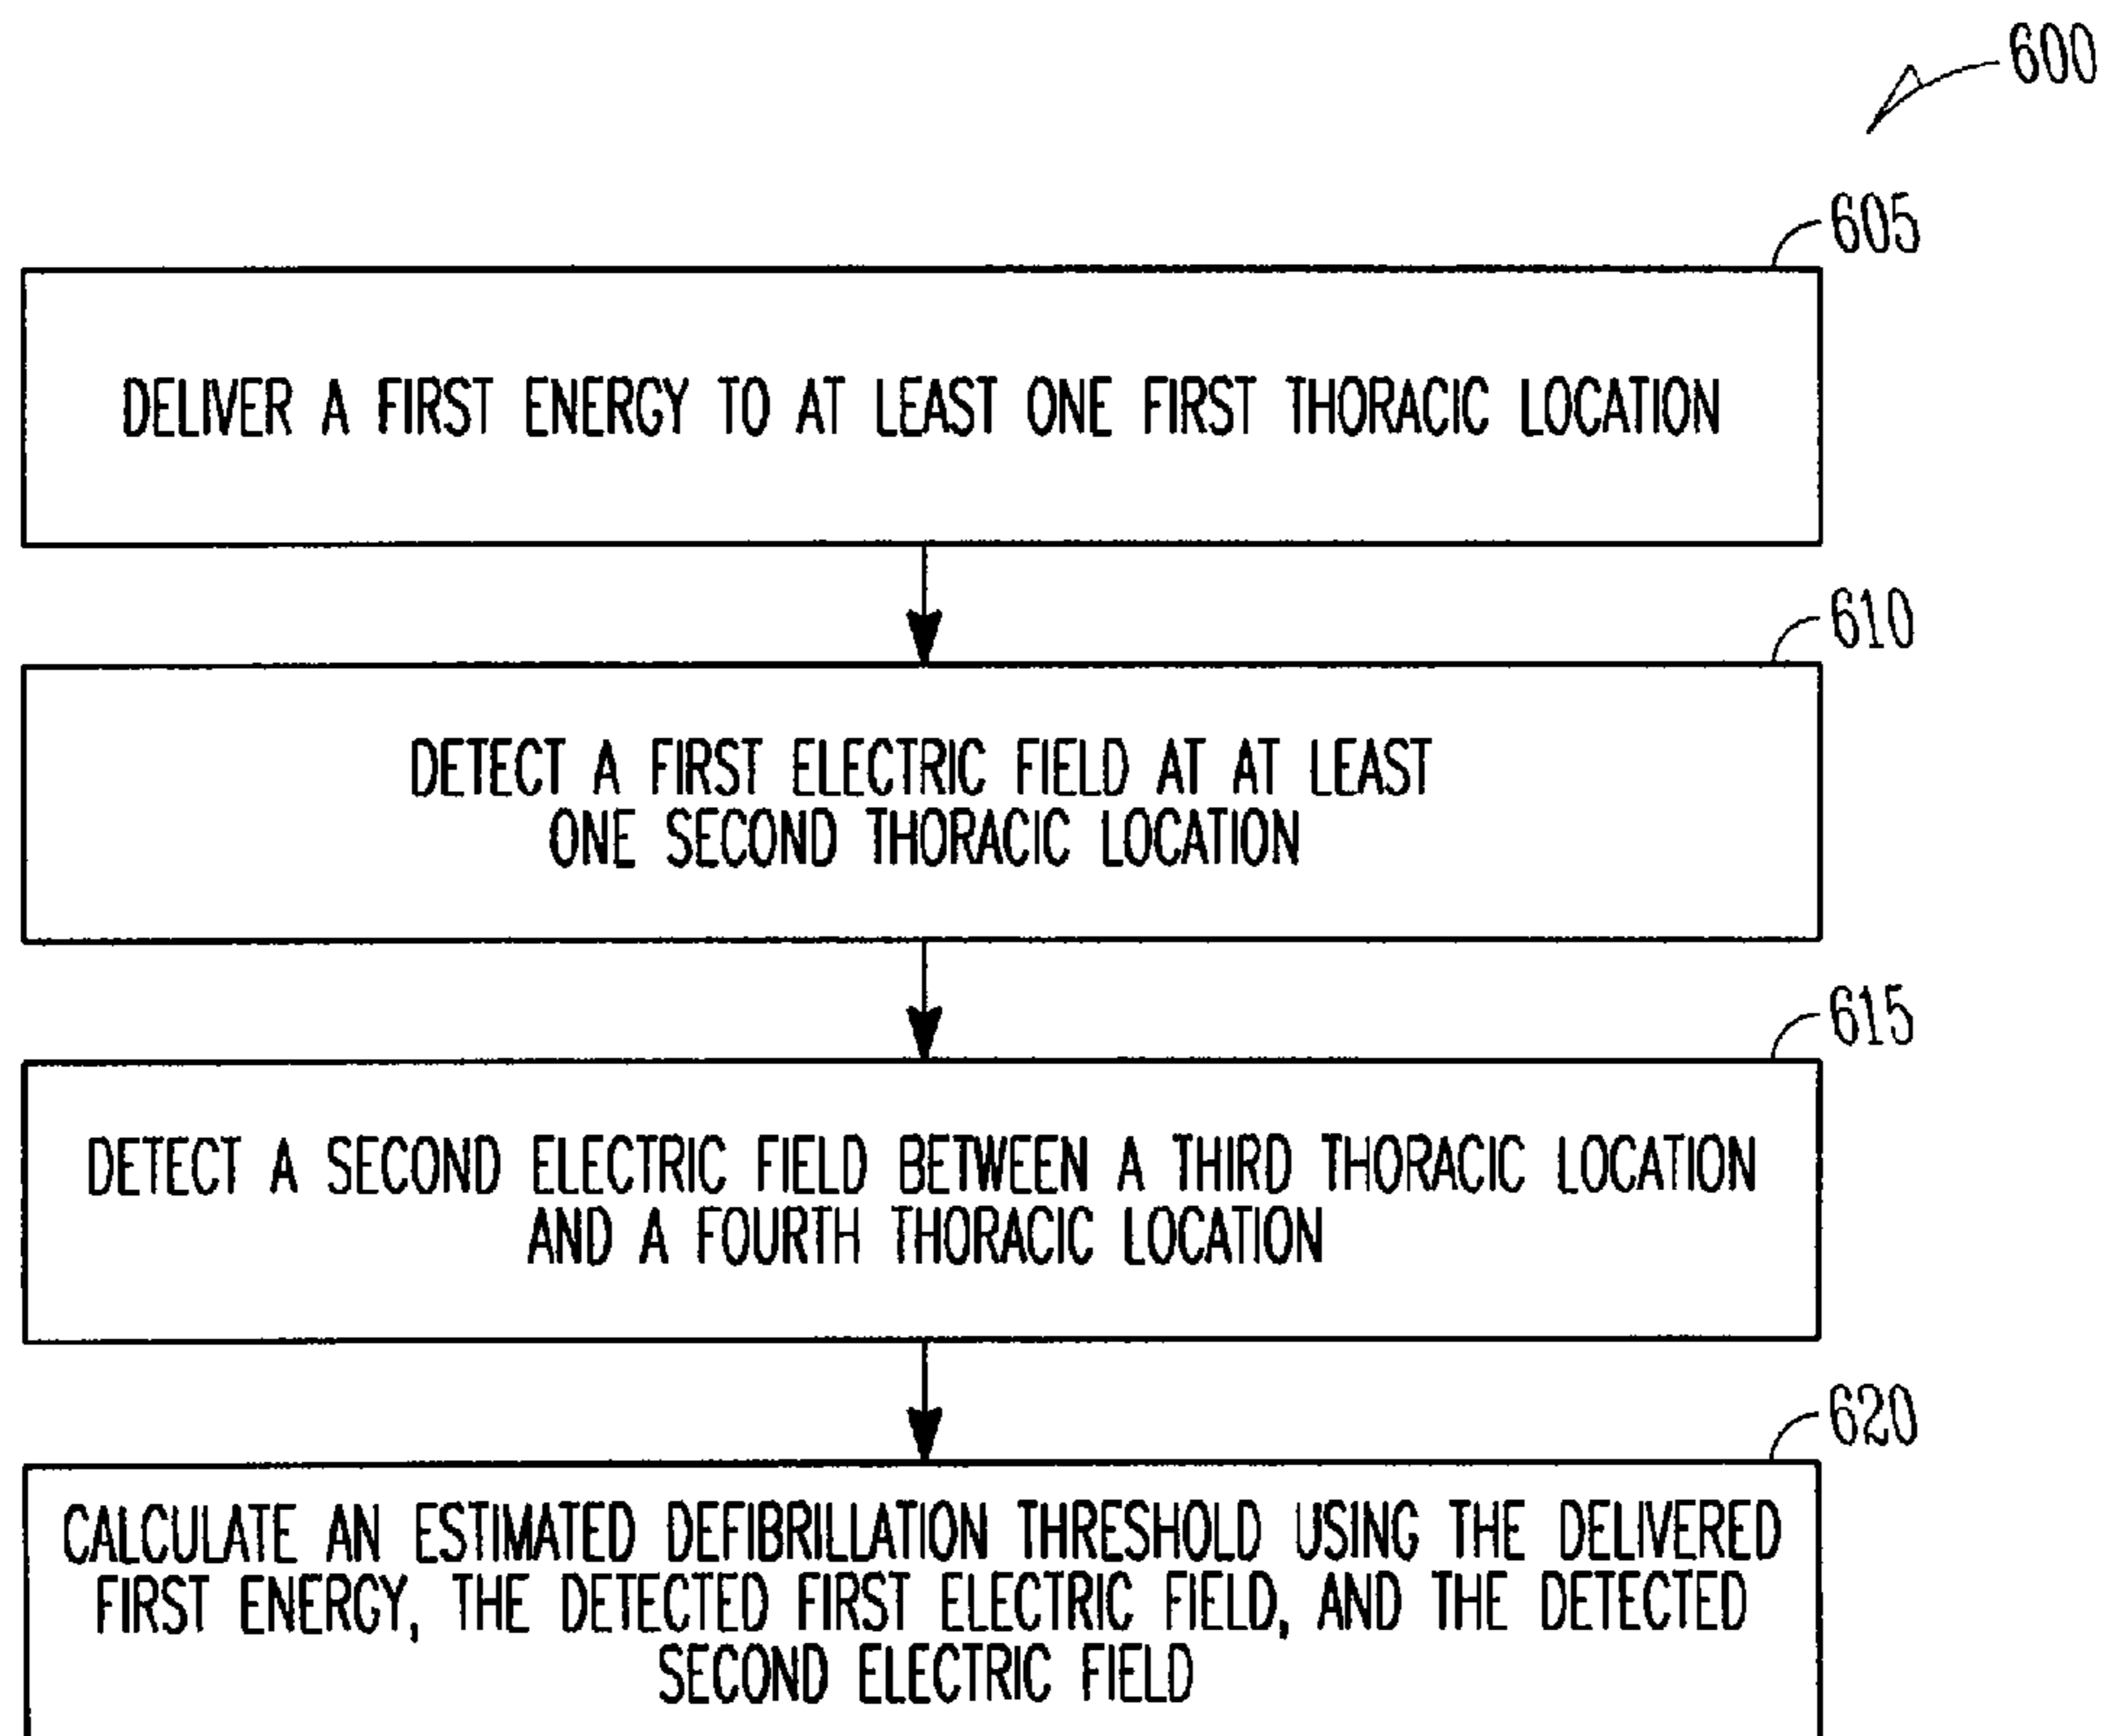 600
605
DELIVER A FIRST ENERGY TO AT LEAST ONE FIRST THORACIC LOCATION
610
DETECT A FIRST ELECTRIC FIELD AT AT LEAST
ONE SECOND THORACIC LOCATION
615
DETECT A SECOND ELECTRIC FIELD BETWEEN A THIRD THORACIC LOCATION
AND A FOURTH THORACIC LOCATION
620
CALCULATE AN ESTIMATED DEFIBRILLATION THRESHOLD USING THE DELIVERED
FIRST ENERGY, THE DETECTED FIRST ELECTRIC FIELD, AND THE DETECTED
SECOND ELECTRIC FIELD